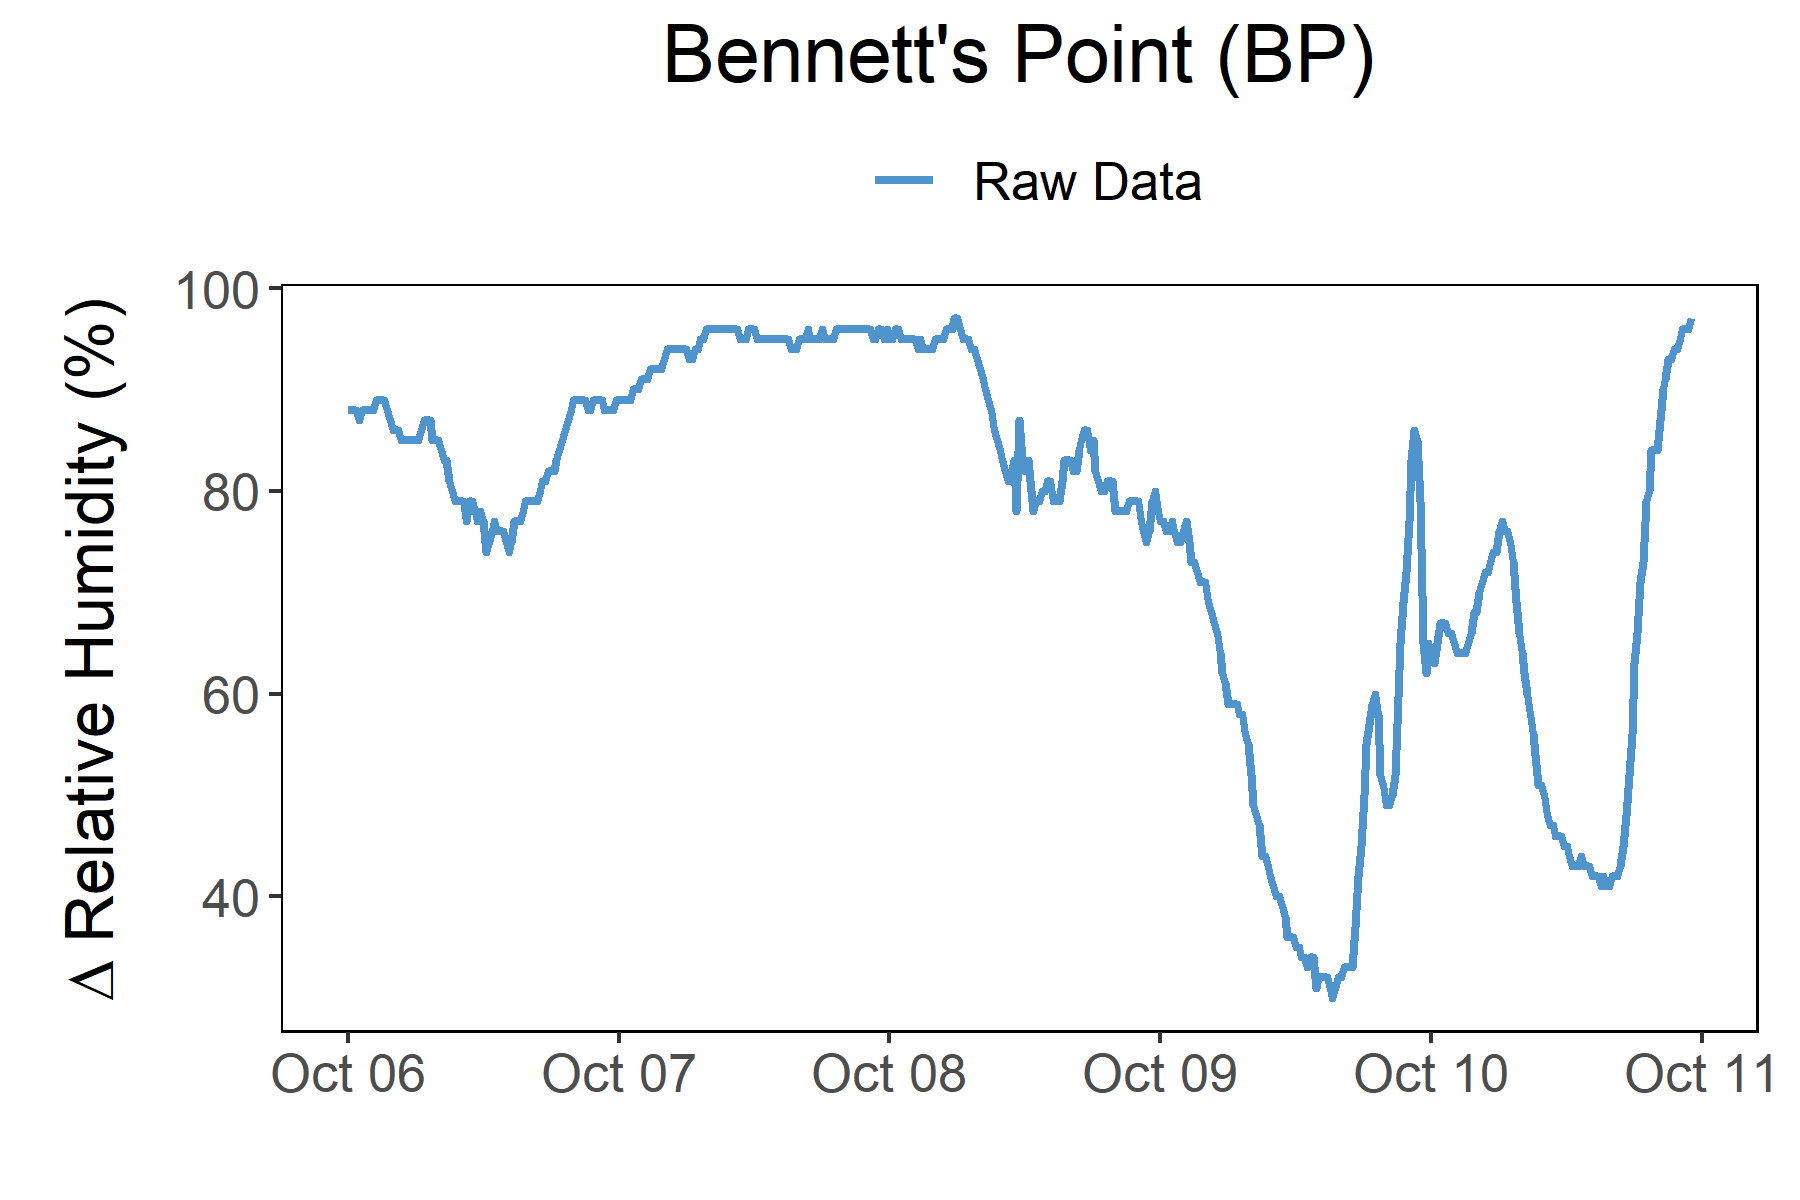 Bennett's Point (BP)
Raw Data
Δ Relative Humidity (%)
100
80
60
40
Oct 06
Oct 07
Oct 08
Oct 09
Oct 10
Oct 11